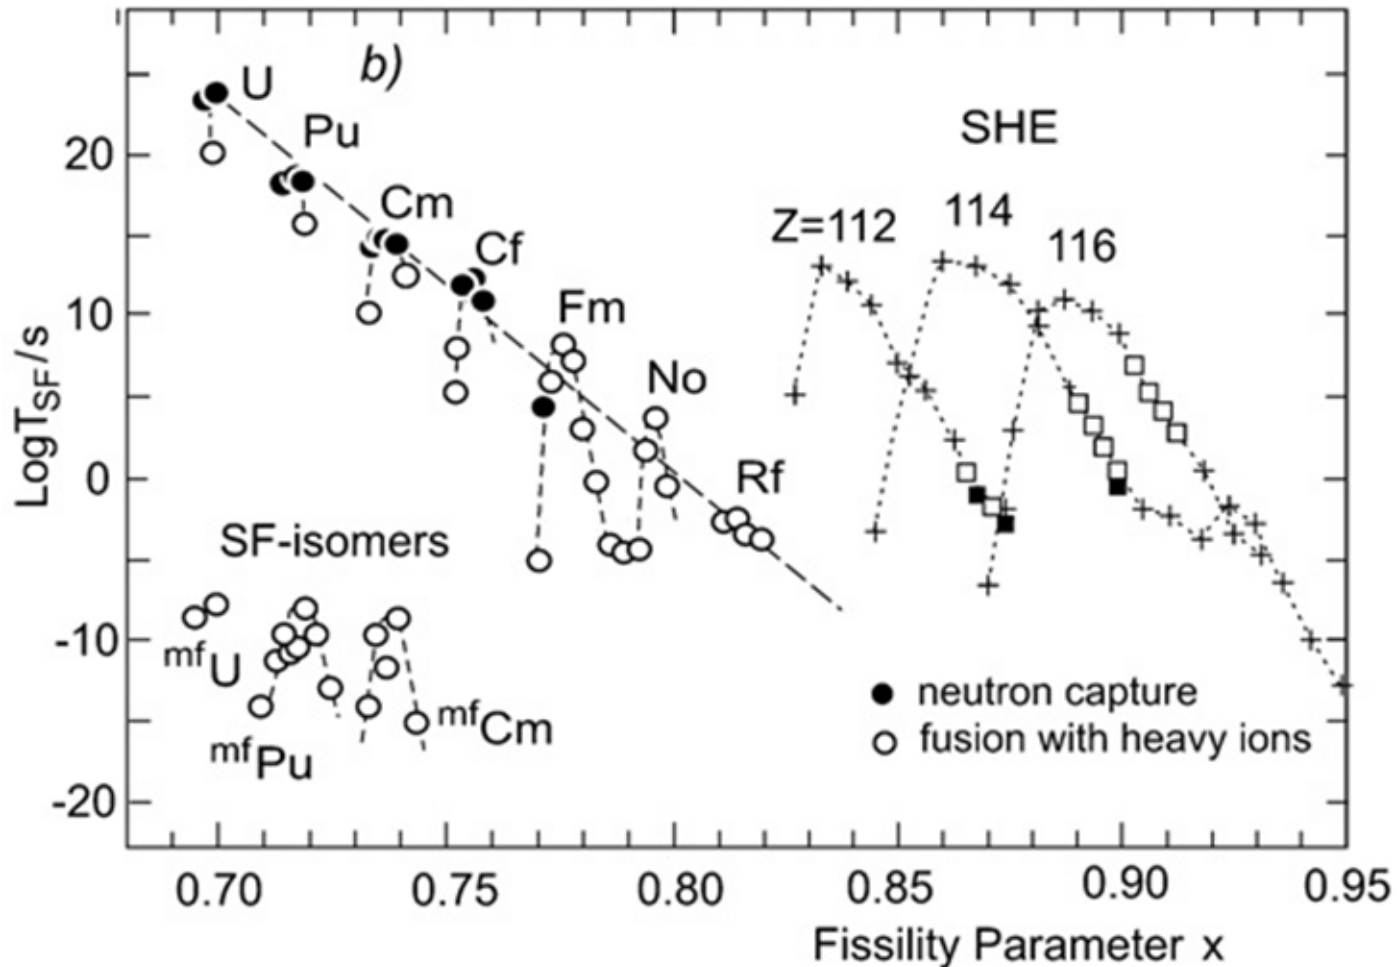 b)
U
Pu
Cm
Cf
Fm
No
Rf
SHE
Z=112
114
116
SF-isomers
mfU
mfPu
mfCm
neutron capture
fusion with heavy ions
LogTSF/s
20
10
0
-10
-20
0.70 0.75 0.80 0.85 0.90 0.95
Fissility Parameter x